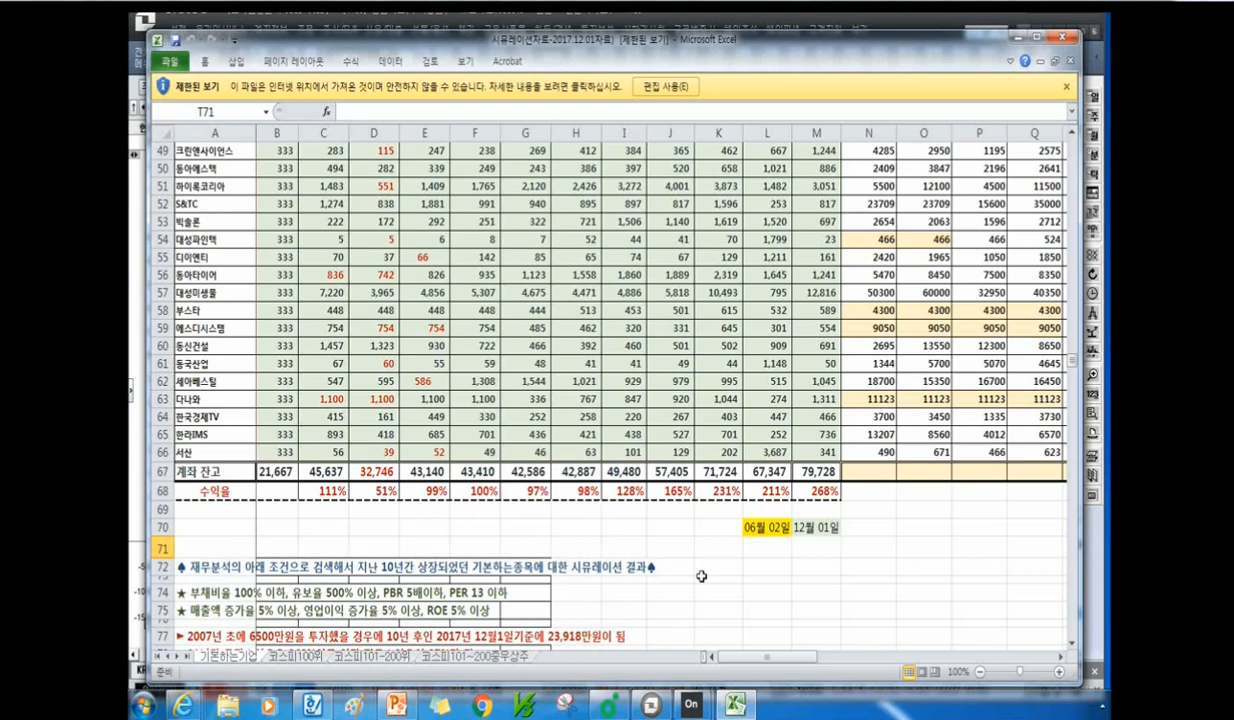 시뮤레이션자료-2017.12.01자료) [제한된 보기] - Microsoft Excel
파일 홈 삽입 페이지 레이아웃 수식 데이터 검토 보기 Acrobat
제한된 보기 이 파일은 인터넷 위치에서 가져온 것이며 안전하지 않을 수 있습니다. 자세한 내용을 보려면 클릭하십시오. 편집 사용(E)
T71 fx
A B C D E F G H I J K L M N O P Q
49 크린앤사이언스 333 283 115 247 238 269 412 384 365 462 667 1,244 4285 2950 1195 2575
50 동아에스텍 333 494 282 339 249 243 386 397 520 658 1,021 886 2409 3847 2196 2641
51 하이록코리아 333 1,483 551 1,409 1,765 2,120 2,426 3,272 4,001 3,873 1,482 3,051 5500 12100 4500 11500
52 S&TC 333 1,274 838 1,881 991 940 895 897 817 1,596 253 817 23709 23709 15600 35000
53 빅솔론 333 222 172 292 251 322 721 1,506 1,140 1,619 1,520 697 2654 2063 1596 2712
54 대성파인텍 333 5 5 6 8 7 52 44 41 70 1,799 23 466 466 466 524
55 디이엔티 333 70 37 66 142 85 65 74 67 129 1,211 161 2420 1965 1050 1850
56 동아타이어 333 836 742 826 935 1,123 1,558 1,860 1,889 2,319 1,645 1,241 5470 8450 7500 8350
57 대성미생물 333 7,220 3,965 4,856 5,307 4,675 4,471 4,886 5,818 10,493 795 12,816 50300 60000 32950 40350
58 부스타 333 448 448 448 448 444 513 453 501 615 532 589 4300 4300 4300 4300
59 에스디시스템 333 754 754 754 754 485 462 320 331 645 301 554 9050 9050 9050 9050
60 동신건설 333 1,457 1,323 930 722 466 392 460 501 502 909 691 2695 13550 12300 8650
61 동국산업 333 67 60 55 59 48 41 41 49 44 1,148 50 1344 5700 5070 4645
62 세아베스틸 333 547 595 586 1,308 1,544 1,021 929 979 995 515 1,045 18700 15350 16700 16450
63 다나와 333 1,100 1,100 1,100 1,100 336 767 847 920 1,044 274 1,311 11123 11123 11123 11123
64 한국경제TV 333 415 161 449 330 252 258 220 267 403 447 466 3700 3450 1335 3730
65 한라IMS 333 893 418 685 701 436 421 438 527 701 252 736 13207 8560 4012 6570
66 서산 333 56 39 52 49 46 63 101 129 202 3,687 341 490 671 466 623
67 계좌 잔고 21,667 45,637 32,746 43,140 43,410 42,586 42,887 49,480 57,405 71,724 67,347 79,728
68 수익율 111% 51% 99% 100% 97% 98% 128% 165% 231% 211% 268%
69
70 06월 02일 12월 01일
71
72 ♠ 재무분석의 아래 조건으로 검색해서 지난 10년간 상장되었던 기본하는종목에 대한 시뮤레이션 결과♠
74 ★ 부채비율 100% 이하, 유보율 500% 이상, PBR 5배이하, PER 13 이하
75 ★ 매출액 증가율 5% 이상, 영업이익 증가율 5% 이상, ROE 5% 이상
77 ► 2007년 초에 6500만원을 투자했을 경우에 10년 후인 2017년 12월1일기준에 23,918만원이 됨
기본하는기업 코스피100위 코스피101~200위 코스피101~200중우상주
준비 100%
On